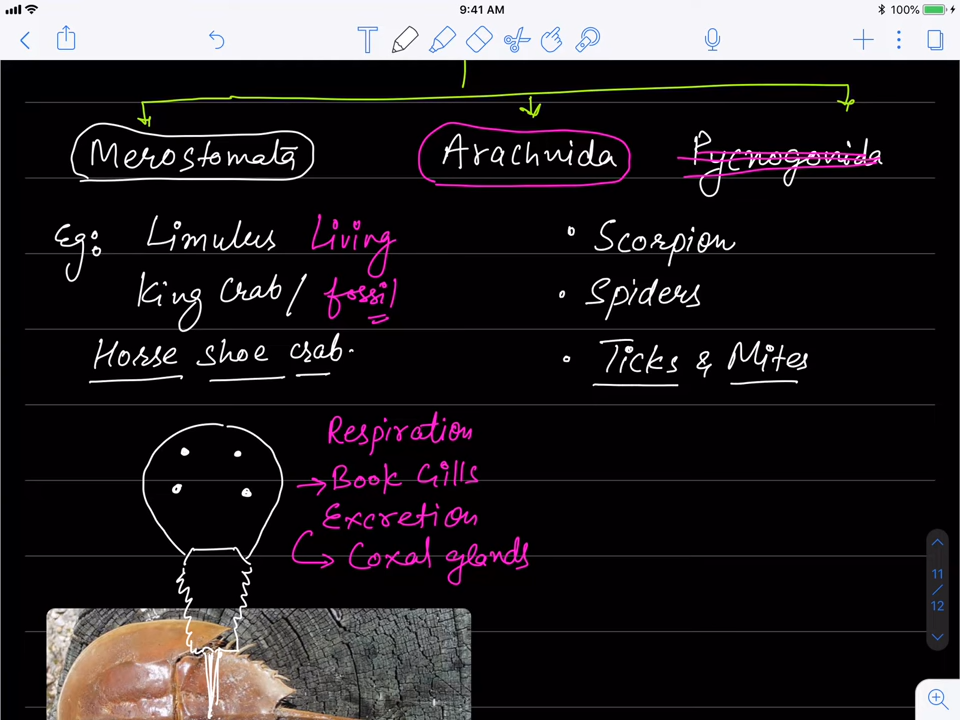 9:41 AM
100%
T
Merostomata
Arachnida
Pycnogonida
Eg: Limulus Living
King Crab/ fossil
Horse shoe crab.
• Scorpion
• Spiders
• Ticks & Mites
Respiration
→ Book Gills
Excretion
↳ Coxal glands
11
/
12